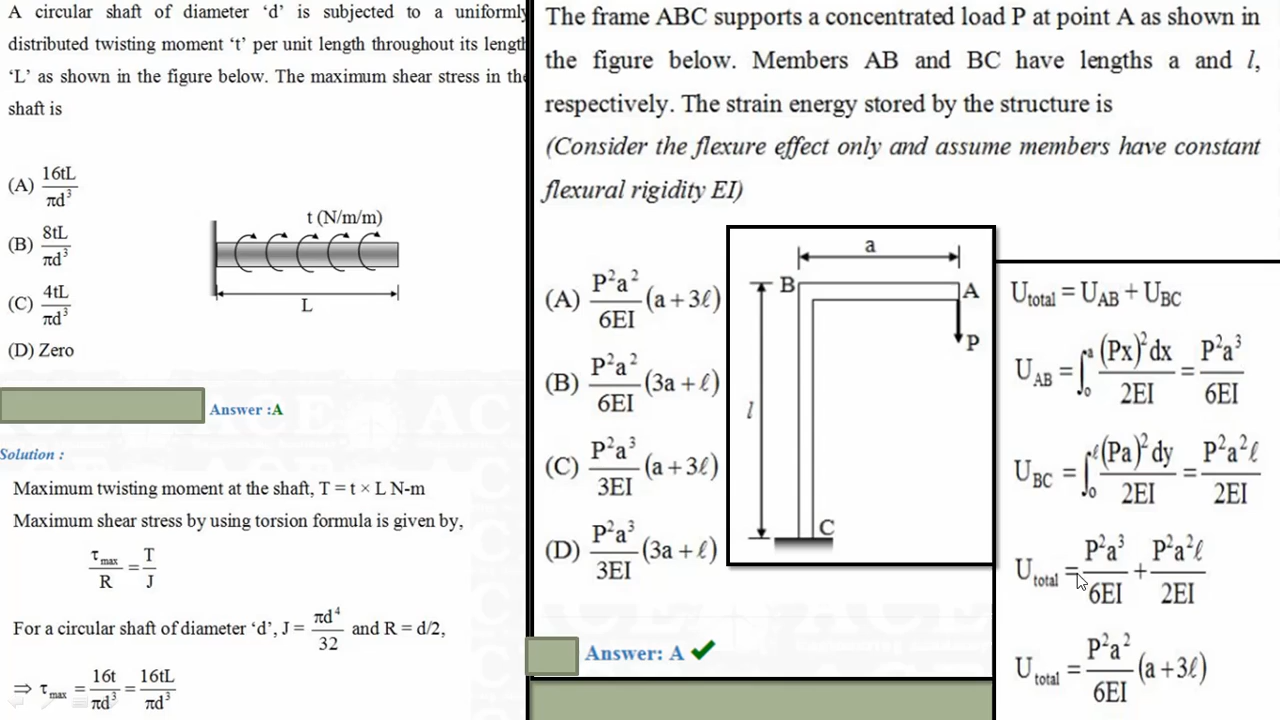 A circular shaft of diameter ‘d’ is subjected to a uniformly
distributed twisting moment ‘t’ per unit length throughout its length
‘L’ as shown in the figure below. The maximum shear stress in the
shaft is
(A) 16tL/πd³
(B) 8tL/πd³
(C) 4tL/πd³
(D) Zero
t (N/m/m)
L
Answer :A
Solution :
Maximum twisting moment at the shaft, T = t × L N-m
Maximum shear stress by using torsion formula is given by,
τmax/R = T/J
For a circular shaft of diameter ‘d’, J = πd⁴/32 and R = d/2,
⇒ τmax = 16t/πd³ = 16tL/πd³
The frame ABC supports a concentrated load P at point A as shown in
the figure below. Members AB and BC have lengths a and l,
respectively. The strain energy stored by the structure is
(Consider the flexure effect only and assume members have constant
flexural rigidity EI)
(A) P²a²/6EI (a + 3ℓ)
(B) P²a²/6EI (3a + ℓ)
(C) P²a³/3EI (a + 3ℓ)
(D) P²a³/3EI (3a + ℓ)
a
B
A
P
l
C
Answer: A
Utotal = UAB + UBC
UAB = ∫₀ᵃ (Px)²dx/2EI = P²a³/6EI
UBC = ∫₀ℓ (Pa)²dy/2EI = P²a²ℓ/2EI
Utotal = P²a³/6EI + P²a²ℓ/2EI
Utotal = P²a²/6EI (a + 3ℓ)